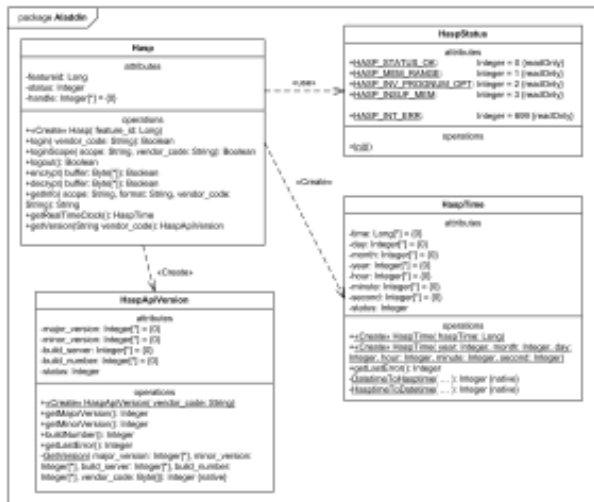 package Aladdin
Hasp
attributes
-featureid: Long
-status: Integer
-handle: Integer[*] = {0}
operations
+«Create» Hasp( feature_id: Long)
+login( vendor_code: String): Boolean
+loginScope( scope: String, vendor_code: String): Boolean
+logout(): Boolean
+encrypt( buffer: Byte[*]): Boolean
+decrypt( buffer: Byte[*]): Boolean
+getInfo( scope: String, format: String, vendor_code:
String): String
+getRealTimeClock(): HaspTime
+getVersion(String vendor_code): HaspApiVersion
«use»
HaspStatus
attributes
+HASP_STATUS_OK: Integer = 0 {readOnly}
+HASP_MEM_RANGE: Integer = 1 {readOnly}
+HASP_INV_PROGNUM_OPT: Integer = 2 {readOnly}
+HASP_INSUF_MEM: Integer = 3 {readOnly}
+HASP_INT_ERR: Integer = 699 {readOnly}
operations
-Init()
«Create»
HaspTime
attributes
-time: Long[*] = {0}
-day: Integer[*] = {0}
-month: Integer[*] = {0}
-year: Integer[*] = {0}
-hour: Integer[*] = {0}
-minute: Integer[*] = {0}
-second: Integer[*] = {0}
-status: Integer
operations
+«Create» HaspTime( haspTime: Long)
+«Create» HaspTime( year: Integer, month: Integer, day:
Integer, hour: Integer, minute: Integer, second: Integer)
+getLastError(): Integer
-DatetimeToHasptime( ... ): Integer {native}
-HasptimeToDatetime( ... ): Integer {native}
«Create»
HaspApiVersion
attributes
-major_version: Integer[*] = {0}
-minor_version: Integer[*] = {0}
-build_server: Integer[*] = {0}
-build_number: Integer[*] = {0}
-status: Integer
operations
+«Create» HaspApiVersion( vendor_code: String)
+getMajorVersion(): Integer
+getMinorVersion(): Integer
+buildNumber(): Integer
+getLastError(): Integer
-GetVersion( major_version: Integer[*], minor_version:
Integer[*], build_server: Integer[*], build_number:
Integer[*], vendor_code: Byte[]): Integer {native}